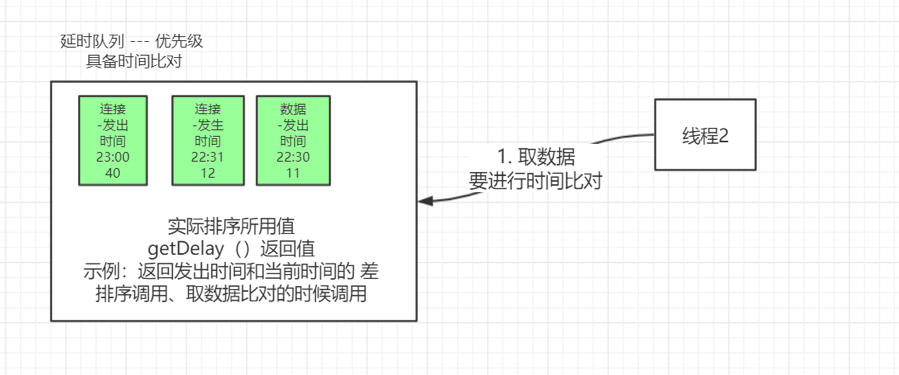 延时队列 --- 优先级
具备时间比对
连接
-发出
时间
23:00
40
连接
-发生
时间
22:31
12
数据
-发出
时间
22:30
11
实际排序所用值
getDelay（）返回值
示例：返回发出时间和当前时间的 差
排序调用、取数据比对的时候调用
1. 取数据
要进行时间比对
线程2